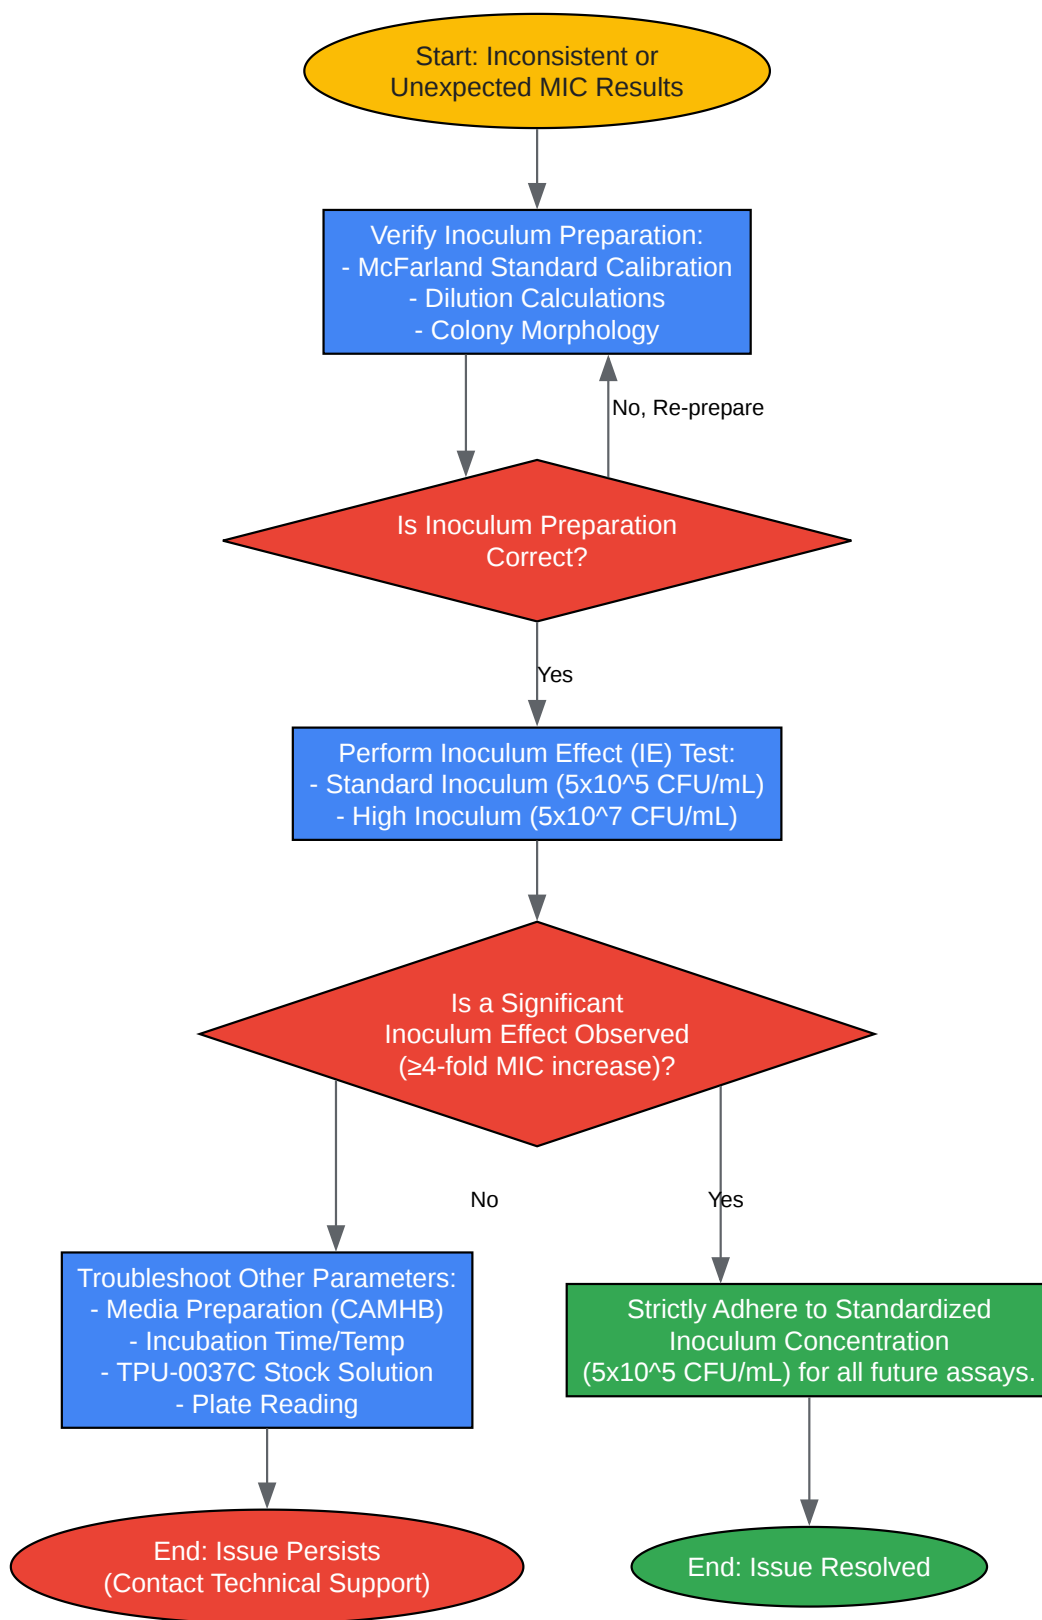 Start: Inconsistent or
Unexpected MIC Results
Verify Inoculum Preparation:
- McFarland Standard Calibration
- Dilution Calculations
- Colony Morphology
No, Re-prepare
Is Inoculum Preparation
Correct?
Yes
Perform Inoculum Effect (IE) Test:
- Standard Inoculum (5x10^5 CFU/mL)
- High Inoculum (5x10^7 CFU/mL)
Is a Significant
Inoculum Effect Observed
(≥4-fold MIC increase)?
No
Yes
Troubleshoot Other Parameters:
- Media Preparation (CAMHB)
- Incubation Time/Temp
- TPU-0037C Stock Solution
- Plate Reading
Strictly Adhere to Standardized
Inoculum Concentration
(5x10^5 CFU/mL) for all future assays.
End: Issue Persists
(Contact Technical Support)
End: Issue Resolved